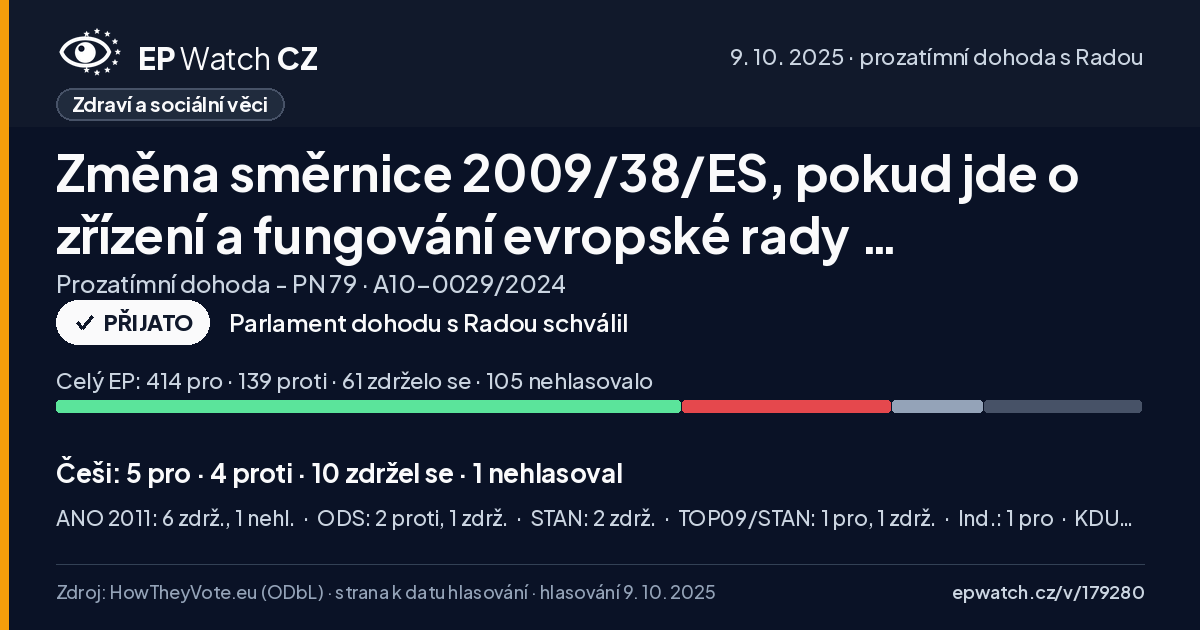 EP Watch CZ
9. 10. 2025 · prozatímní dohoda s Radou
Zdraví a sociální věci
Změna směrnice 2009/38/ES, pokud jde o
zřízení a fungování evropské rady ...
Prozatímní dohoda – PN 79 · A10–0029/2024
✓ PŘIJATO
Parlament dohodu s Radou schválil
Celý EP: 414 pro · 139 proti · 61 zdrželo se · 105 nehlasovalo
Češi: 5 pro · 4 proti · 10 zdržel se · 1 nehlasoval
ANO 2011: 6 zdrž., 1 nehl. · ODS: 2 proti, 1 zdrž. · STAN: 2 zdrž. · TOP09/STAN: 1 pro, 1 zdrž. · Ind.: 1 pro · KDU...
Zdroj: HowTheyVote.eu (ODbL) · strana k datu hlasování · hlasování 9. 10. 2025
epwatch.cz/v/179280